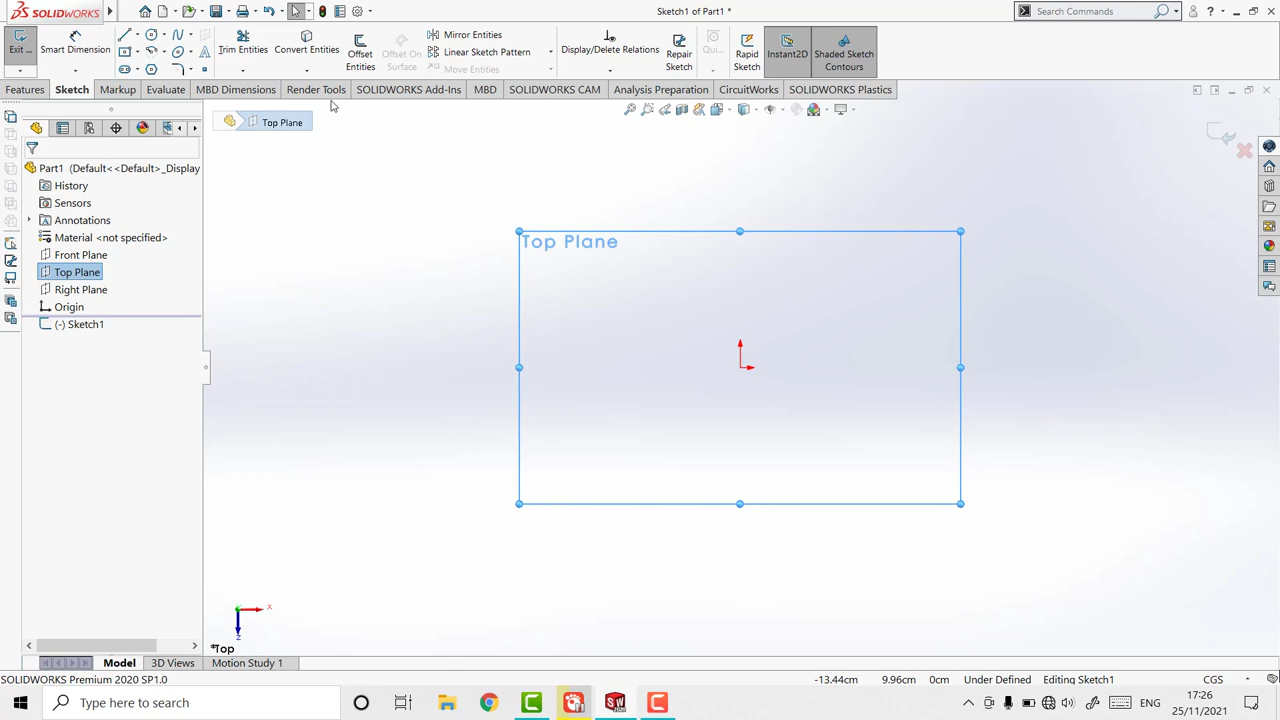 SOLIDWORKS
Sketch1 of Part1 *
Search Commands
Exit ...
Smart Dimension
Trim Entities
Convert Entities
Offset Entities
Offset On Surface
Mirror Entities
Linear Sketch Pattern
Move Entities
Display/Delete Relations
Repair Sketch
Qui...
Rapid Sketch
Instant2D
Shaded Sketch Contours
Features
Sketch
Markup
Evaluate
MBD Dimensions
Render Tools
SOLIDWORKS Add-Ins
MBD
SOLIDWORKS CAM
Analysis Preparation
CircuitWorks
SOLIDWORKS Plastics
Top Plane
Part1 (Default<<Default>_Display
History
Sensors
Annotations
Material <not specified>
Front Plane
Top Plane
Right Plane
Origin
(-) Sketch1
Top Plane
X
Z
*Top
Model
3D Views
Motion Study 1
SOLIDWORKS Premium 2020 SP1.0
-13.44cm
9.96cm
0cm
Under Defined
Editing Sketch1
CGS
Type here to search
17:26
25/11/2021